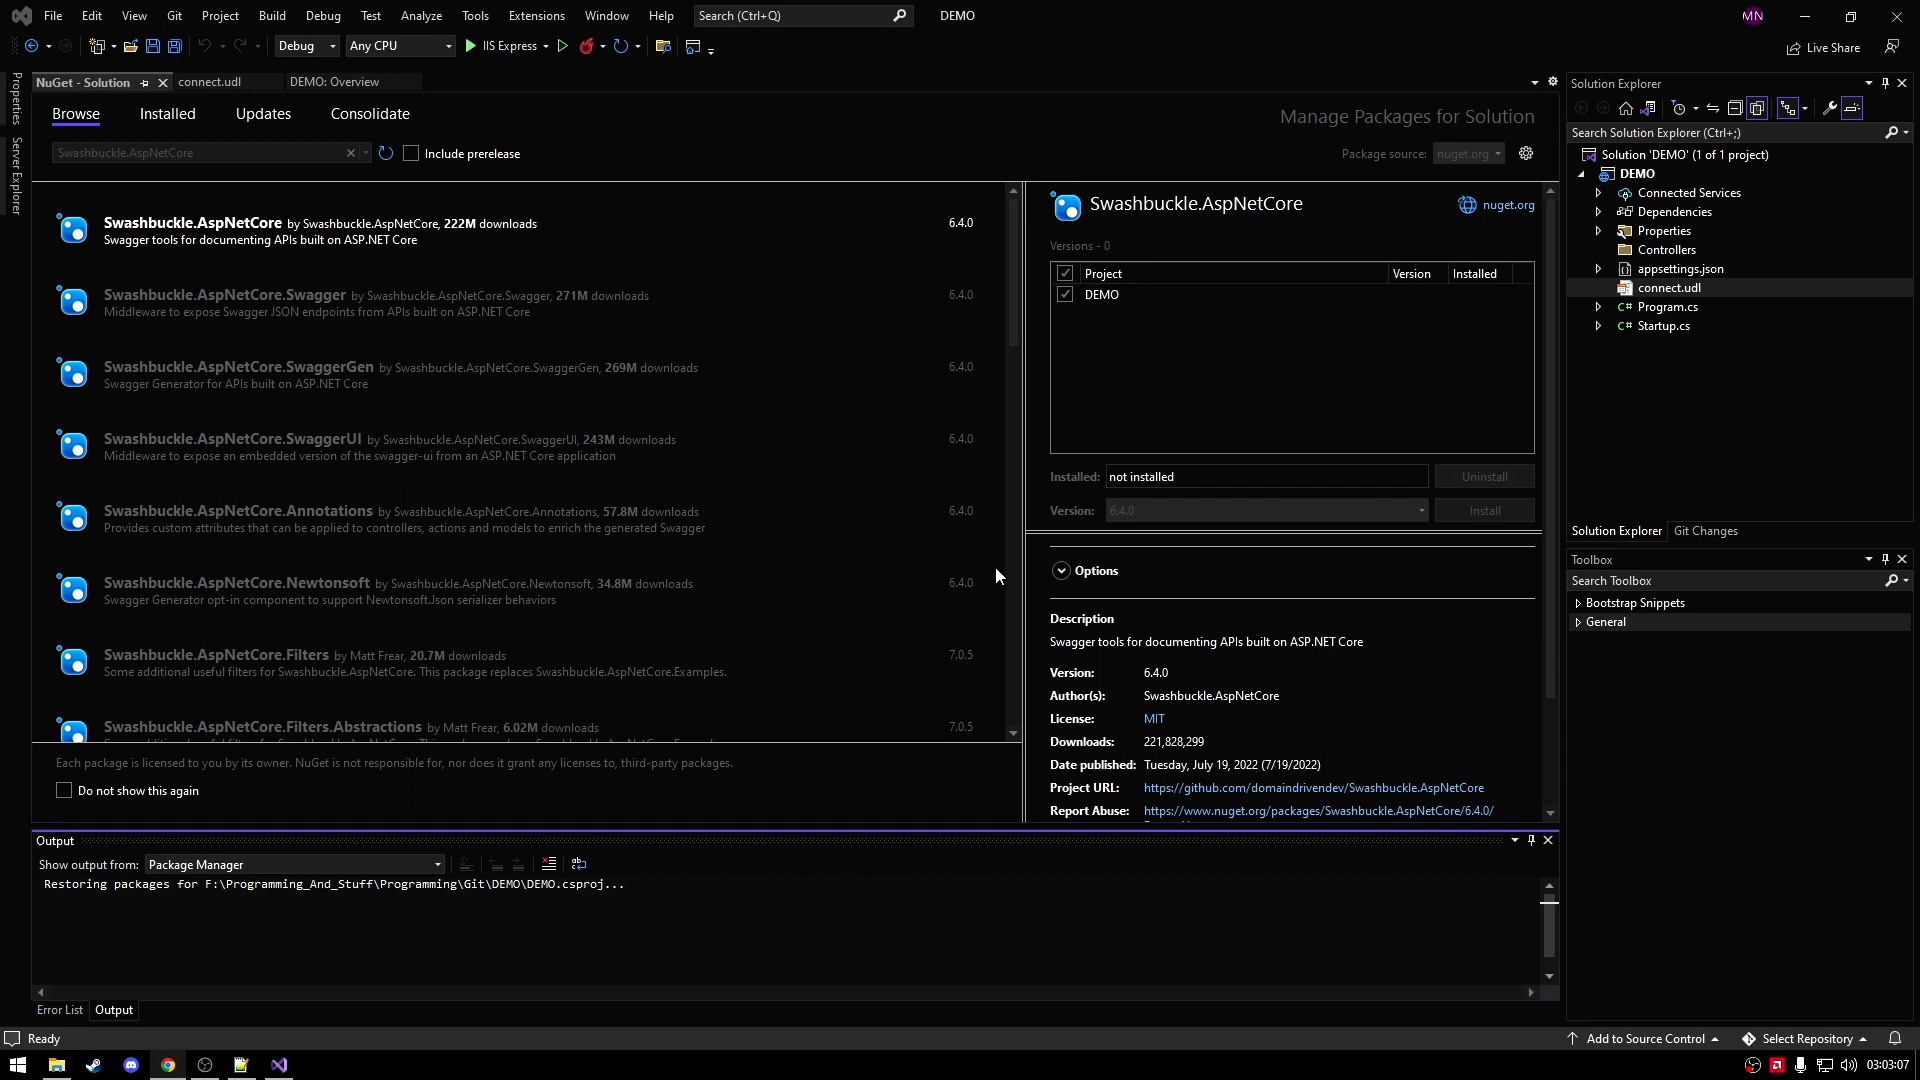 File Edit View Git Project Build Debug Test Analyze Tools Extensions Window Help Search (Ctrl+Q) DEMO MN
Debug Any CPU IIS Express Live Share
Properties
Server Explorer
NuGet - Solution connect.udl DEMO: Overview
Browse Installed Updates Consolidate Manage Packages for Solution
Swashbuckle.AspNetCore Include prerelease Package source: nuget.org
Swashbuckle.AspNetCore by Swashbuckle.AspNetCore, 222M downloads 6.4.0
Swagger tools for documenting APIs built on ASP.NET Core
Swashbuckle.AspNetCore.Swagger by Swashbuckle.AspNetCore.Swagger, 271M downloads 6.4.0
Middleware to expose Swagger JSON endpoints from APIs built on ASP.NET Core
Swashbuckle.AspNetCore.SwaggerGen by Swashbuckle.AspNetCore.SwaggerGen, 269M downloads 6.4.0
Swagger Generator for APIs built on ASP.NET Core
Swashbuckle.AspNetCore.SwaggerUI by Swashbuckle.AspNetCore.SwaggerUI, 243M downloads 6.4.0
Middleware to expose an embedded version of the swagger-ui from an ASP.NET Core application
Swashbuckle.AspNetCore.Annotations by Swashbuckle.AspNetCore.Annotations, 57.8M downloads 6.4.0
Provides custom attributes that can be applied to controllers, actions and models to enrich the generated Swagger
Swashbuckle.AspNetCore.Newtonsoft by Swashbuckle.AspNetCore.Newtonsoft, 34.8M downloads 6.4.0
Swagger Generator opt-in component to support Newtonsoft.Json serializer behaviors
Swashbuckle.AspNetCore.Filters by Matt Frear, 20.7M downloads 7.0.5
Some additional useful filters for Swashbuckle.AspNetCore. This package replaces Swashbuckle.AspNetCore.Examples.
Swashbuckle.AspNetCore.Filters.Abstractions by Matt Frear, 6.02M downloads 7.0.5
Each package is licensed to you by its owner. NuGet is not responsible for, nor does it grant any licenses to, third-party packages.
Do not show this again
Swashbuckle.AspNetCore nuget.org
Versions - 0
Project Version Installed
DEMO
Installed: not installed Uninstall
Version: 6.4.0 Install
Options
Description
Swagger tools for documenting APIs built on ASP.NET Core
Version: 6.4.0
Author(s): Swashbuckle.AspNetCore
License: MIT
Downloads: 221,828,299
Date published: Tuesday, July 19, 2022 (7/19/2022)
Project URL: https://github.com/domaindrivendev/Swashbuckle.AspNetCore
Report Abuse: https://www.nuget.org/packages/Swashbuckle.AspNetCore/6.4.0/
Output
Show output from: Package Manager
Restoring packages for F:\Programming_And_Stuff\Programming\Git\DEMO\DEMO.csproj...
Error List Output
Solution Explorer
Search Solution Explorer (Ctrl+;)
Solution 'DEMO' (1 of 1 project)
DEMO
Connected Services
Dependencies
Properties
Controllers
appsettings.json
connect.udl
C# Program.cs
C# Startup.cs
Solution Explorer Git Changes
Toolbox
Search Toolbox
Bootstrap Snippets
General
Ready Add to Source Control Select Repository
03:03:07